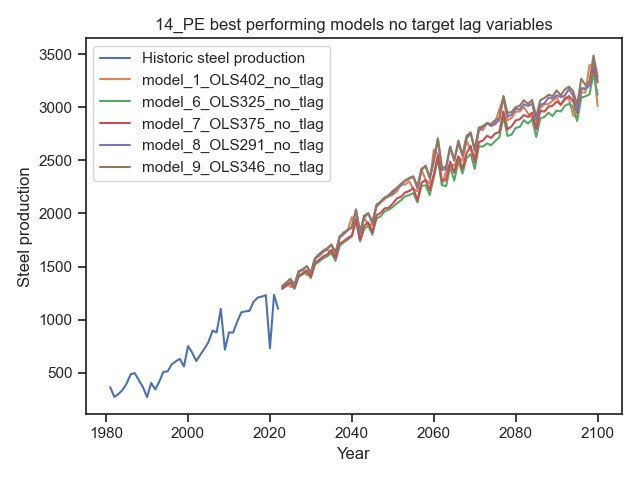 14_PE best performing models no target lag variables
Steel production
3500
3000
2500
2000
1500
1000
500
Historic steel production
model_1_OLS402_no_tlag
model_6_OLS325_no_tlag
model_7_OLS375_no_tlag
model_8_OLS291_no_tlag
model_9_OLS346_no_tlag
1980 2000 2020 2040 2060 2080 2100
Year